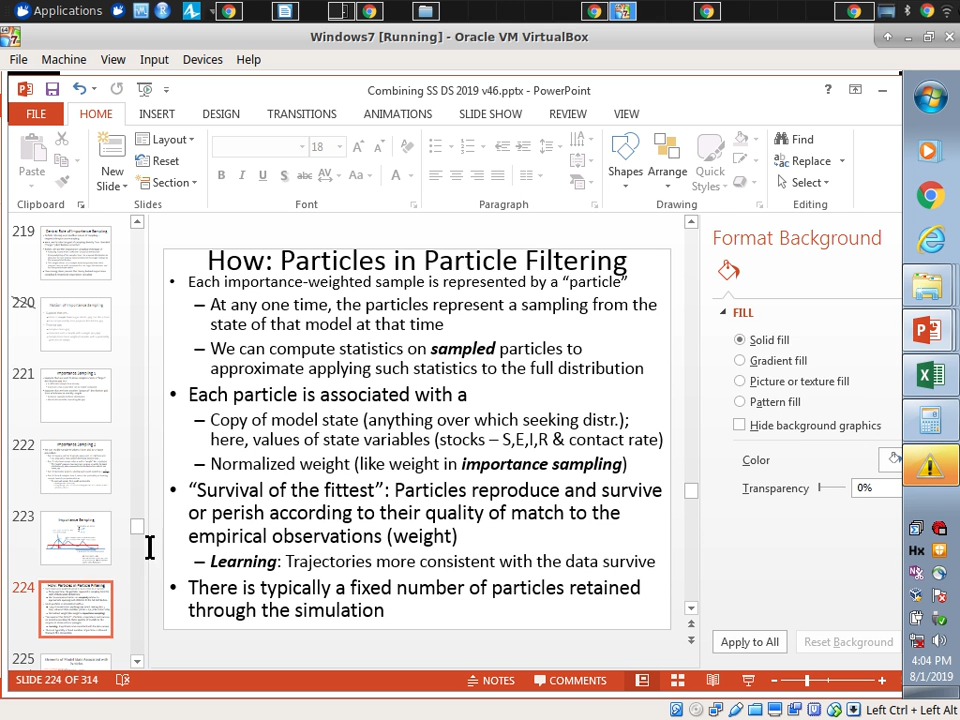 Applications
Windows7 [Running] - Oracle VM VirtualBox
File Machine View Input Devices Help
Combining SS DS 2019 v46.pptx - PowerPoint
FILE HOME INSERT DESIGN TRANSITIONS ANIMATIONS SLIDE SHOW REVIEW VIEW
Paste
New
Slide
Layout
Reset
Section
18
B I U S abc AV Aa A
Shapes Arrange Quick
Styles
Find
Replace
Select
Clipboard Slides Font Paragraph Drawing Editing
219
220
221
Importance Sampling
222
223
Importance Sampling
224
225
How: Particles in Particle Filtering
• Each importance-weighted sample is represented by a “particle”
– At any one time, the particles represent a sampling from the
state of that model at that time
– We can compute statistics on sampled particles to
approximate applying such statistics to the full distribution
• Each particle is associated with a
– Copy of model state (anything over which seeking distr.);
here, values of state variables (stocks – S,E,I,R & contact rate)
– Normalized weight (like weight in importance sampling)
• “Survival of the fittest”: Particles reproduce and survive
or perish according to their quality of match to the
empirical observations (weight)
– Learning: Trajectories more consistent with the data survive
• There is typically a fixed number of particles retained
through the simulation
Format Background
FILL
Solid fill
Gradient fill
Picture or texture fill
Pattern fill
Hide background graphics
Color
Transparency 0%
Apply to All Reset Background
SLIDE 224 OF 314 NOTES COMMENTS
Hx
4:04 PM
8/1/2019
Left Ctrl + Left Alt